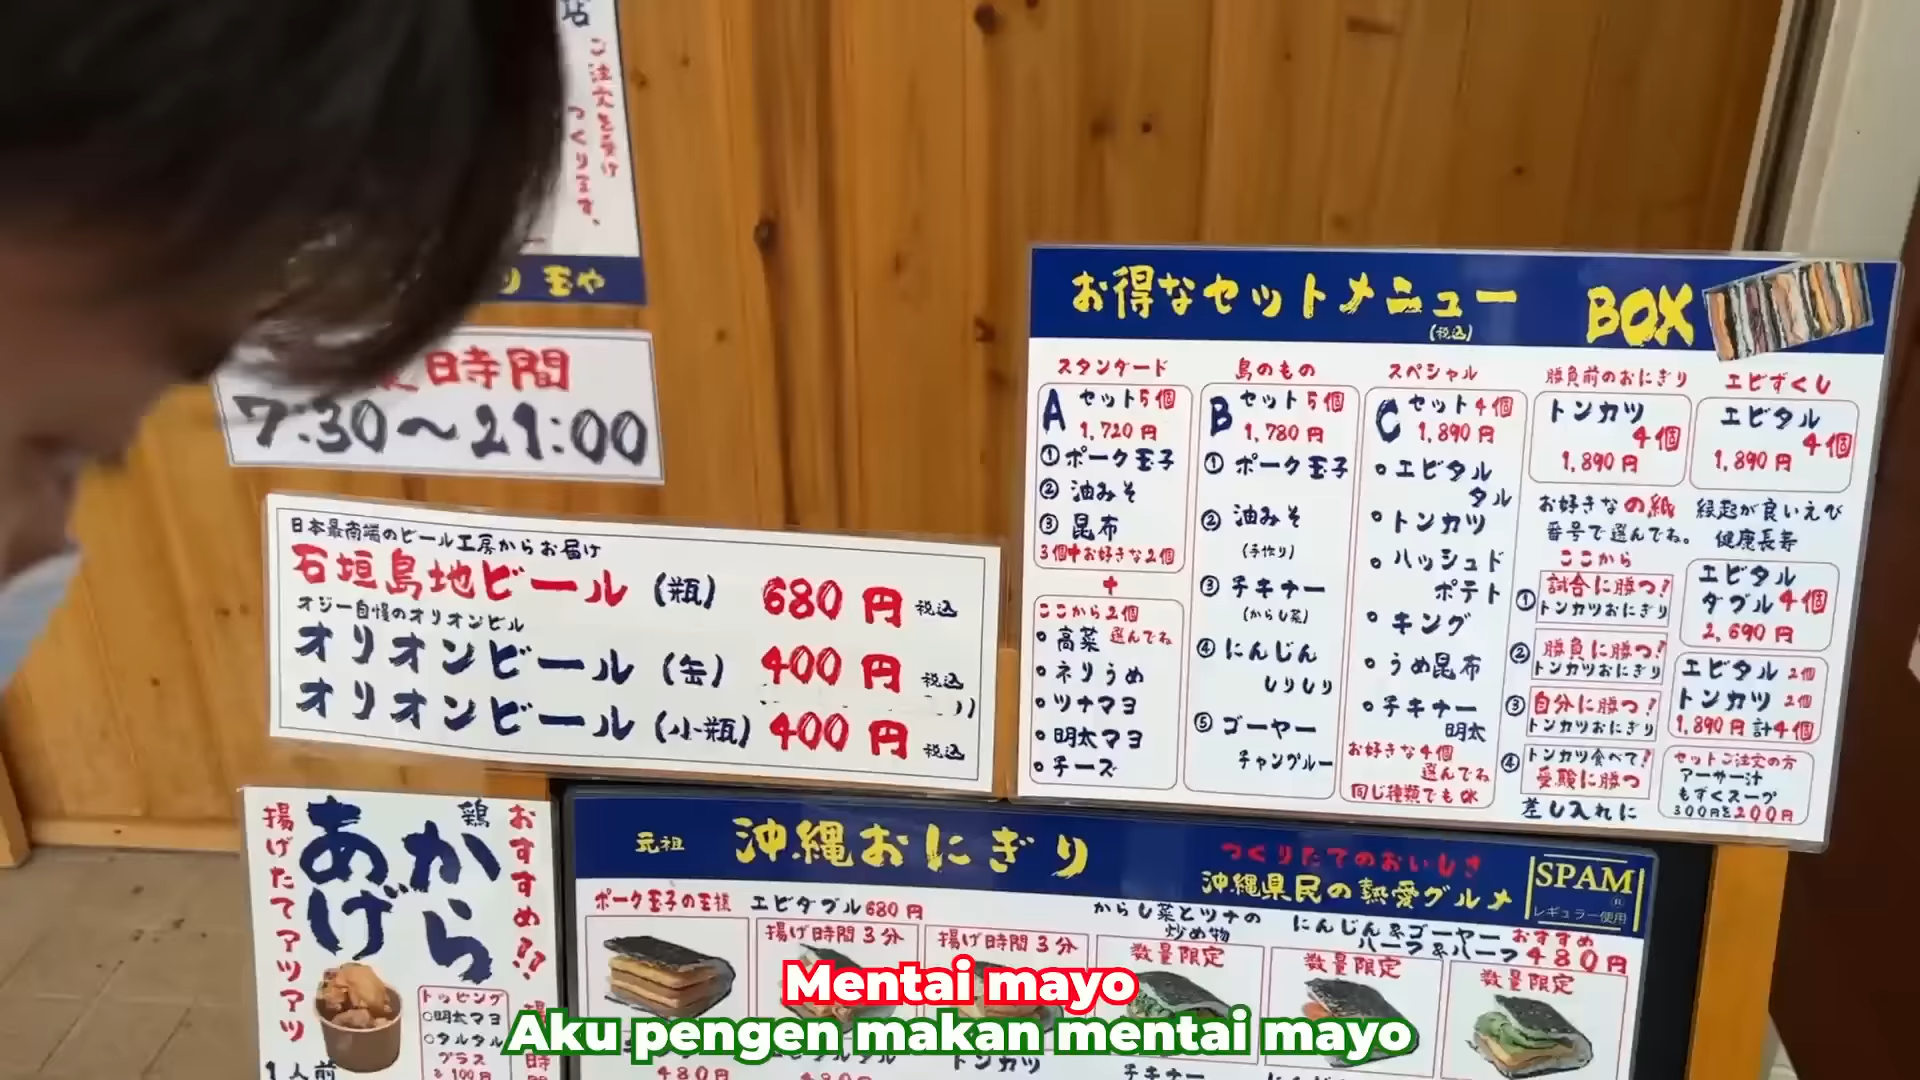 店
ご注文を受け
つくります。
り 玉や
時間
7:30〜21:00
日本最南端のビール工房からお届け
石垣島地ビール (瓶) 680円 税込
オジー自慢のオリオンビール
オリオンビール (缶) 400円 税込
オリオンビール (小瓶) 400円 税込
お得なセットメニュー
(税込)
BOX
スタンダード
A セット5個
1,720円
① ポーク玉子
② 油みそ
③ 昆布
3個中お好きな2個
+
ここから2個
選んでね
高菜
ネリうめ
ツナマヨ
明太マヨ
チーズ
島のもの
B セット5個
1,780円
① ポーク玉子
② 油みそ
(手作り)
③ チキナー
(からし菜)
④ にんじん
しりしり
⑤ ゴーヤー
チャンプルー
スペシャル
C セット4個
1,890円
エビタル
タル
トンカツ
ハッシュド
ポテト
キング
うめ昆布
チキナー
明太
お好きな4個
選んでね
同じ種類でもOK
勝負前のおにぎり
トンカツ
4個
1,890円
お好きなの紙
番号で選んでね。
ここから
① 試合に勝つ!
トンカツおにぎり
② 勝負に勝つ!
トンカツおにぎり
③ 自分に勝つ!
トンカツおにぎり
④ トンカツ食べて!
受験に勝つ
差し入れに
エビずくし
エビタル
4個
1,890円
縁起が良いえび
健康長寿
エビタル
ダブル4個
2,690円
エビタル 2個
トンカツ 2個
1,890円 計4個
セットご注文の方
アーサー汁
もずくスープ
300円を200円
おすすめ!!
鶏
からあげ
揚げたてアツアツ
トッピング
○明太マヨ
○タルタル
プラス
100円
1人前
元祖 沖縄おにぎり
つくりたてのおいしさ
沖縄県民の熱愛グルメ
SPAM
®
レギュラー使用
ポーク玉子の王様
エビタプル680円
揚げ時間3分
揚げ時間3分
からし菜とツナの
炒め物
数量限定
にんじん&ゴーヤー おすすめ
ハーフ&ハーフ480円
数量限定
数量限定
トンカツ
チキナー
480円
Mentai mayo
Aku pengen makan mentai mayo